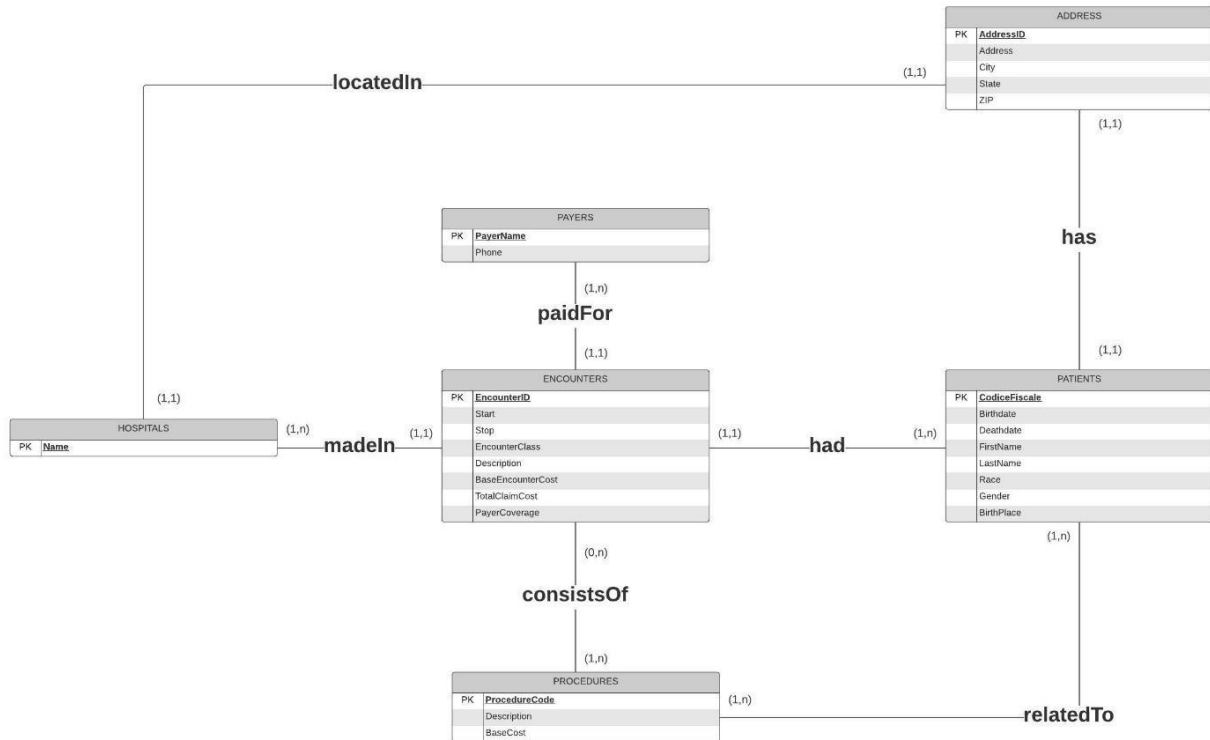 ADDRESS
PK AddressID
Address
City
State
ZIP
locatedIn
(1,1)
(1,1)
PAYERS
PK PayerName
Phone
has
(1,n)
paidFor
(1,1)
(1,1)
ENCOUNTERS
PK EncounterID
Start
Stop
EncounterClass
Description
BaseEncounterCost
TotalClaimCost
PayerCoverage
PATIENTS
PK CodiceFiscale
Birthdate
Deathdate
FirstName
LastName
Race
Gender
BirthPlace
(1,1)
HOSPITALS
PK Name
(1,n)
madeIn
(1,1)
(1,1)
had
(1,n)
(0,n)
consistsOf
(1,n)
(1,n)
PROCEDURES
PK ProcedureCode
Description
BaseCost
(1,n)
relatedTo